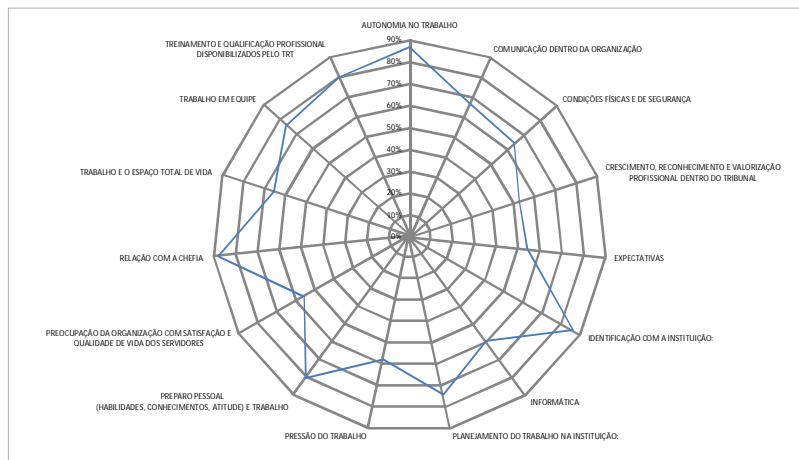 AUTONOMIA NO TRABALHO
COMUNICAÇÃO DENTRO DA ORGANIZAÇÃO
CONDIÇÕES FÍSICAS E DE SEGURANÇA
CRESCIMENTO, RECONHECIMENTO E VALORIZAÇÃO
PROFISSIONAL DENTRO DO TRIBUNAL
EXPECTATIVAS
IDENTIFICAÇÃO COM A INSTITUIÇÃO:
INFORMÁTICA
PLANEJAMENTO DO TRABALHO NA INSTITUIÇÃO:
PRESSÃO DO TRABALHO
PREPARO PESSOAL
(HABILIDADES, CONHECIMENTOS, ATITUDE) E TRABALHO
PREOCUPAÇÃO DA ORGANIZAÇÃO COM SATISFAÇÃO E
QUALIDADE DE VIDA DOS SERVIDORES
RELAÇÃO COM A CHEFIA
TRABALHO E O ESPAÇO TOTAL DE VIDA
TRABALHO EM EQUIPE
TREINAMENTO E QUALIFICAÇÃO PROFISSIONAL
DISPONIBILIZADOS PELO TRT
90%
80%
70%
60%
50%
40%
30%
20%
10%
0%